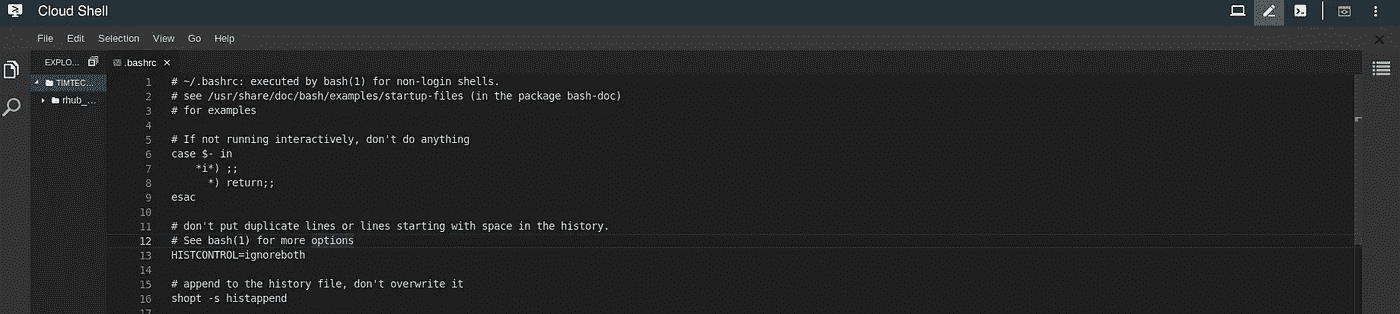 Cloud Shell
File Edit Selection View Go Help
EXPLO...
.bashrc ×
TIMTEC...
rhub_...
1 # ~/.bashrc: executed by bash(1) for non-login shells.
2 # see /usr/share/doc/bash/examples/startup-files (in the package bash-doc)
3 # for examples
4
5 # If not running interactively, don't do anything
6 case $- in
7     *i*) ;;
8       *) return;;
9 esac
10
11 # don't put duplicate lines or lines starting with space in the history.
12 # See bash(1) for more options
13 HISTCONTROL=ignoreboth
14
15 # append to the history file, don't overwrite it
16 shopt -s histappend
17